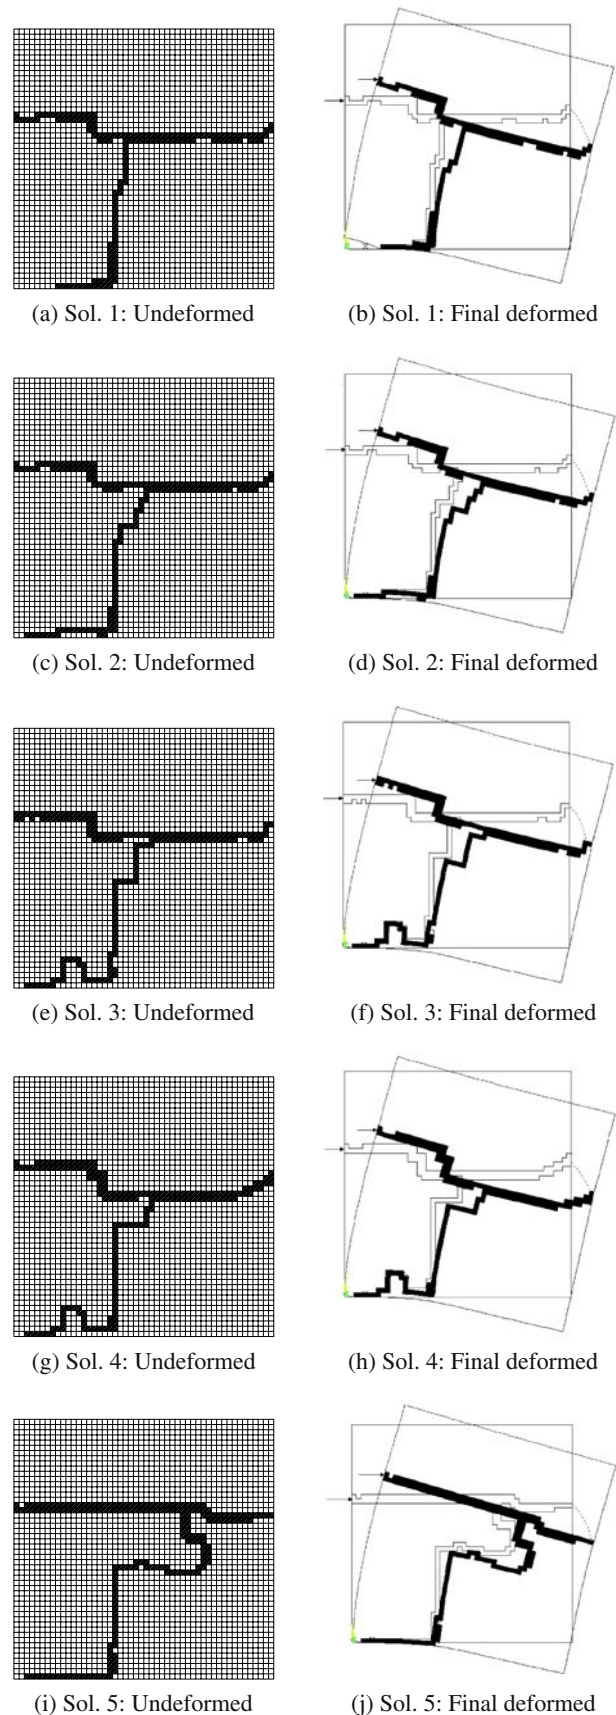 (a) Sol. 1: Undeformed
(b) Sol. 1: Final deformed
(c) Sol. 2: Undeformed
(d) Sol. 2: Final deformed
(e) Sol. 3: Undeformed
(f) Sol. 3: Final deformed
(g) Sol. 4: Undeformed
(h) Sol. 4: Final deformed
(i) Sol. 5: Undeformed
(j) Sol. 5: Final deformed